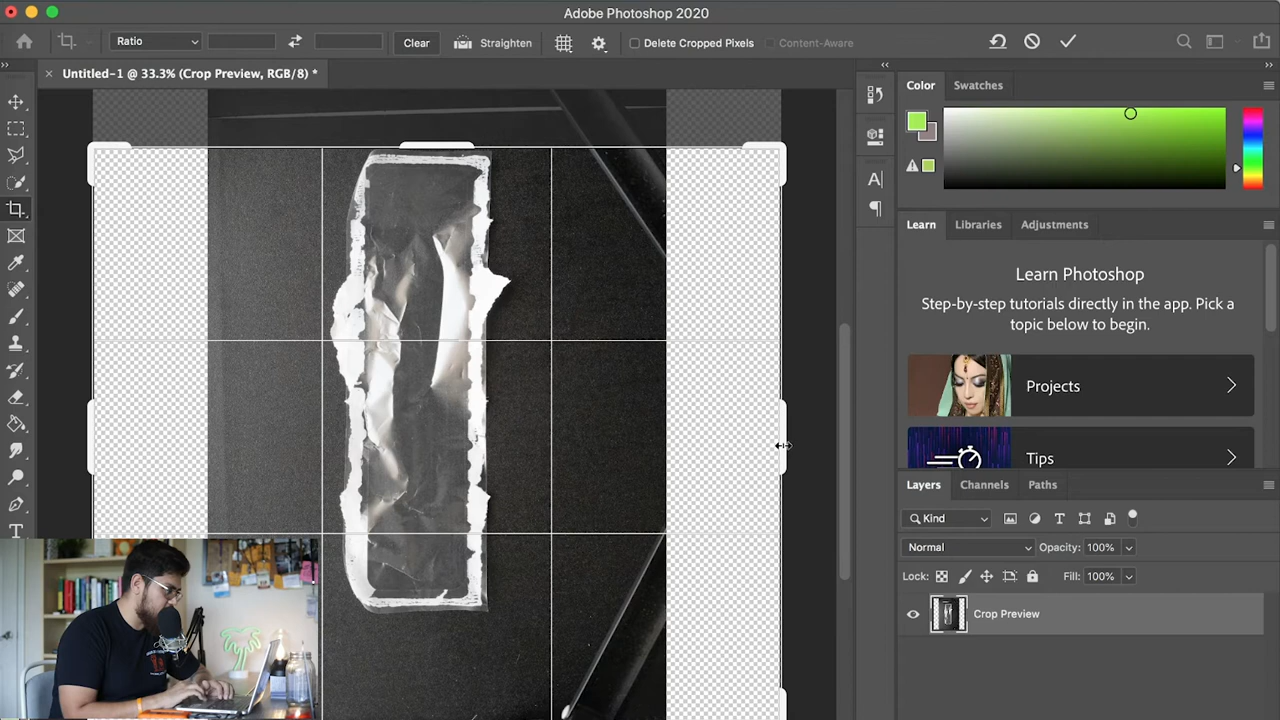 Adobe Photoshop 2020
Ratio
Clear
Straighten
Delete Cropped Pixels
Content-Aware
Untitled-1 @ 33.3% (Crop Preview, RGB/8) *
Color
Swatches
Learn
Libraries
Adjustments
Learn Photoshop
Step-by-step tutorials directly in the app. Pick a
topic below to begin.
Projects
Tips
Layers
Channels
Paths
Kind
Normal
Opacity: 100%
Lock:
Fill: 100%
Crop Preview